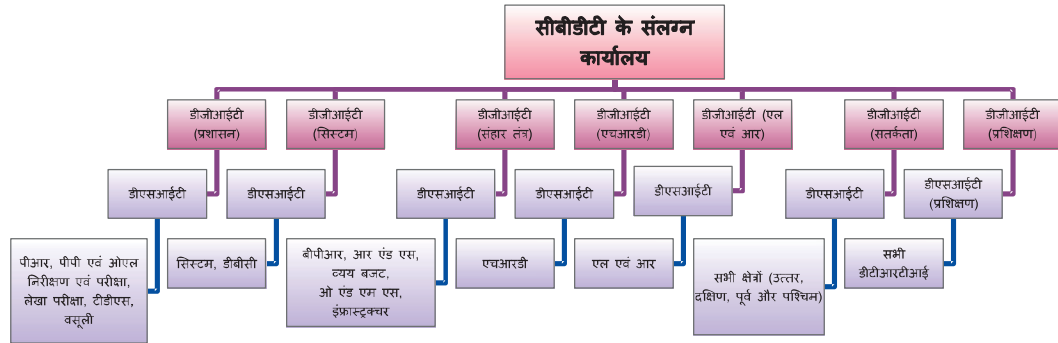 सीबीडीटी के संलग्न
कार्यालय
डीजीआईटी
(प्रशासन)
डीजीआईटी
(सिस्टम)
डीजीआईटी
(संहार तंत्र)
डीजीआईटी
(एचआरडी)
डीजीआईटी (एल
एवं आर)
डीजीआईटी
(सतर्कता)
डीजीआईटी
(प्रशिक्षण)
डीएसआईटी
डीएसआईटी
डीएसआईटी
डीएसआईटी
डीएसआईटी
डीएसआईटी
डीएसआईटी
(प्रशिक्षण)
पीआर, पीपी एवं ओएल
निरीक्षण एवं परीक्षा,
लेखा परीक्षा, टीडीएस,
वसूली
सिस्टम, डीबीसी
बीपीआर, आर एंड एस,
व्यय बजट,
ओ एंड एम एस,
इंफ्रास्ट्रक्चर
एचआरडी
एल एवं आर
सभी क्षेत्रों (उत्तर,
दक्षिण, पूर्व और पश्चिम)
सभी
डीटीआरटीआई